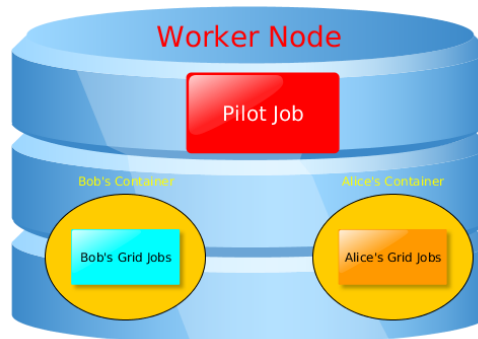 Worker Node
Pilot Job
Bob's Container
Alice's Container
Bob's Grid Jobs
Alice's Grid Jobs